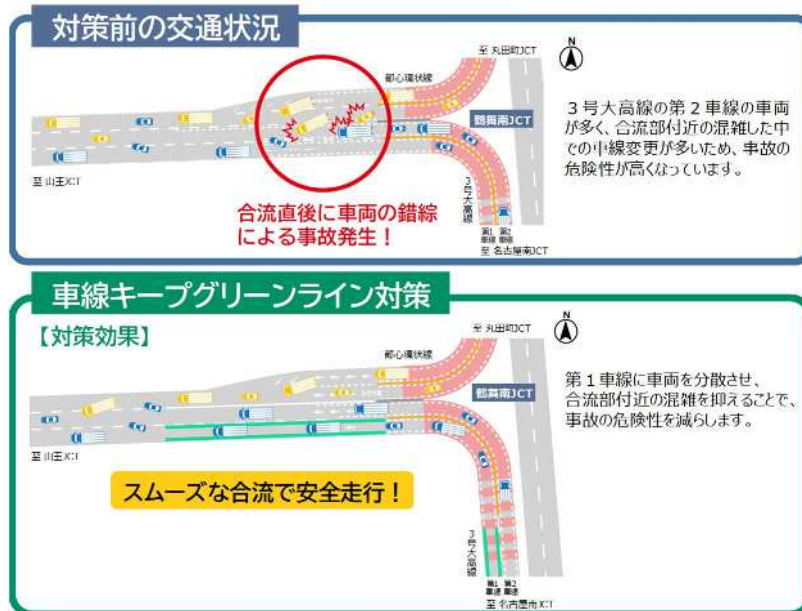 対策前の交通状況
至 丸田町JCT
N
都心環状線
鶴舞南JCT
3号大高線の第2車線の車両
が多く、合流部付近の混雑した中
での中線変更が多いため、事故の
危険性が高くなっています。
至 山王JCT
合流直後に車両の錯綜
による事故発生！
3号大高線
第1車線
第2車線
至 名古屋南JCT
車線キープグリーンライン対策
【対策効果】
至 丸田町JCT
N
都心環状線
鶴舞南JCT
第1車線に車両を分散させ、
合流部付近の混雑を抑えることで、
事故の危険性を減らします。
至 山王JCT
スムーズな合流で安全走行！
3号大高線
第1車線
第2車線
至 名古屋南JCT